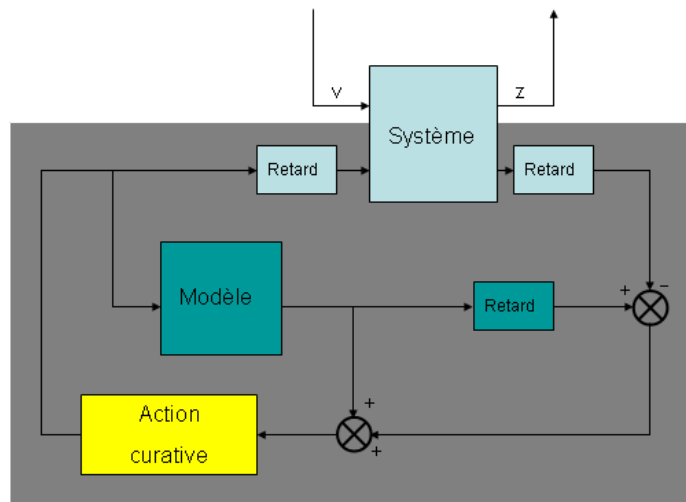 v
z
Système
Retard
Retard
Modèle
Retard
+
−
Action
curative
+
+